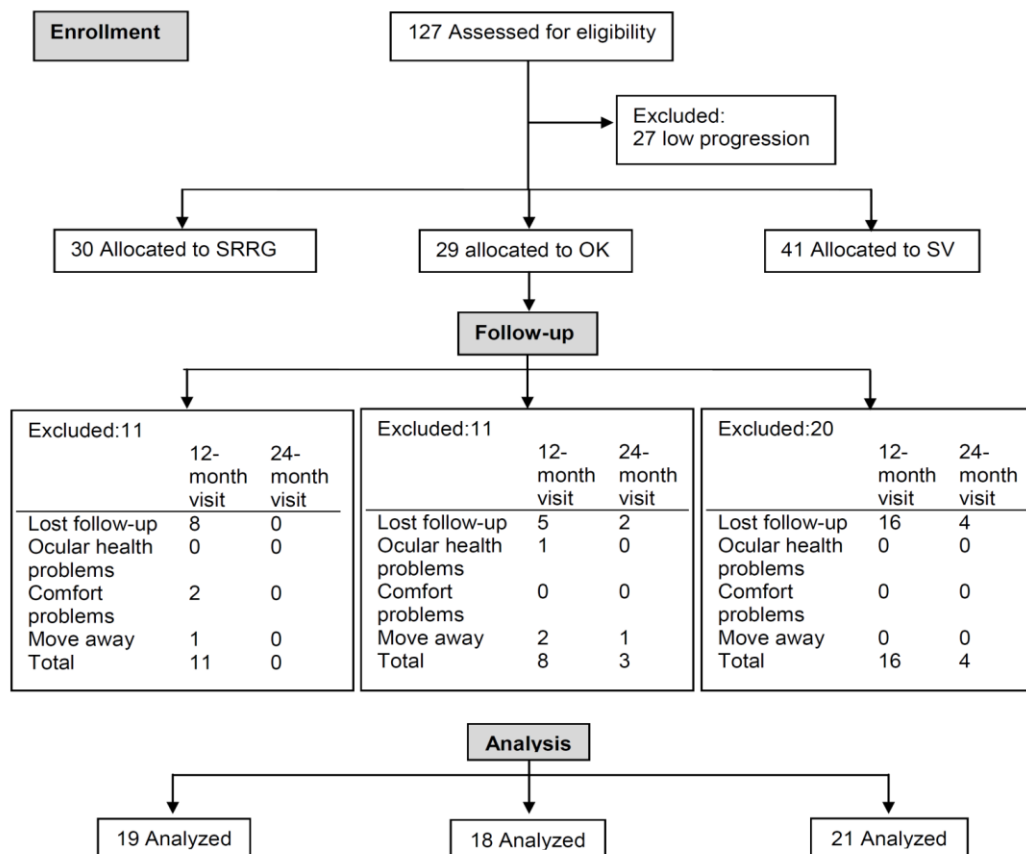 Enrollment
127 Assessed for eligibility
Excluded:
27 low progression
30 Allocated to SRRG
29 allocated to OK
41 Allocated to SV
Follow-up
Excluded:11
12-
month
visit
24-
month
visit
Lost follow-up 8 0
Ocular health 0 0
problems
Comfort 2 0
problems
Move away 1 0
Total 11 0
Excluded:11
12-
month
visit
24-
month
visit
Lost follow-up 5 2
Ocular health 1 0
problems
Comfort 0 0
problems
Move away 2 1
Total 8 3
Excluded:20
12-
month
visit
24-
month
visit
Lost follow-up 16 4
Ocular health 0 0
problems
Comfort 0 0
problems
Move away 0 0
Total 16 4
Analysis
19 Analyzed
18 Analyzed
21 Analyzed